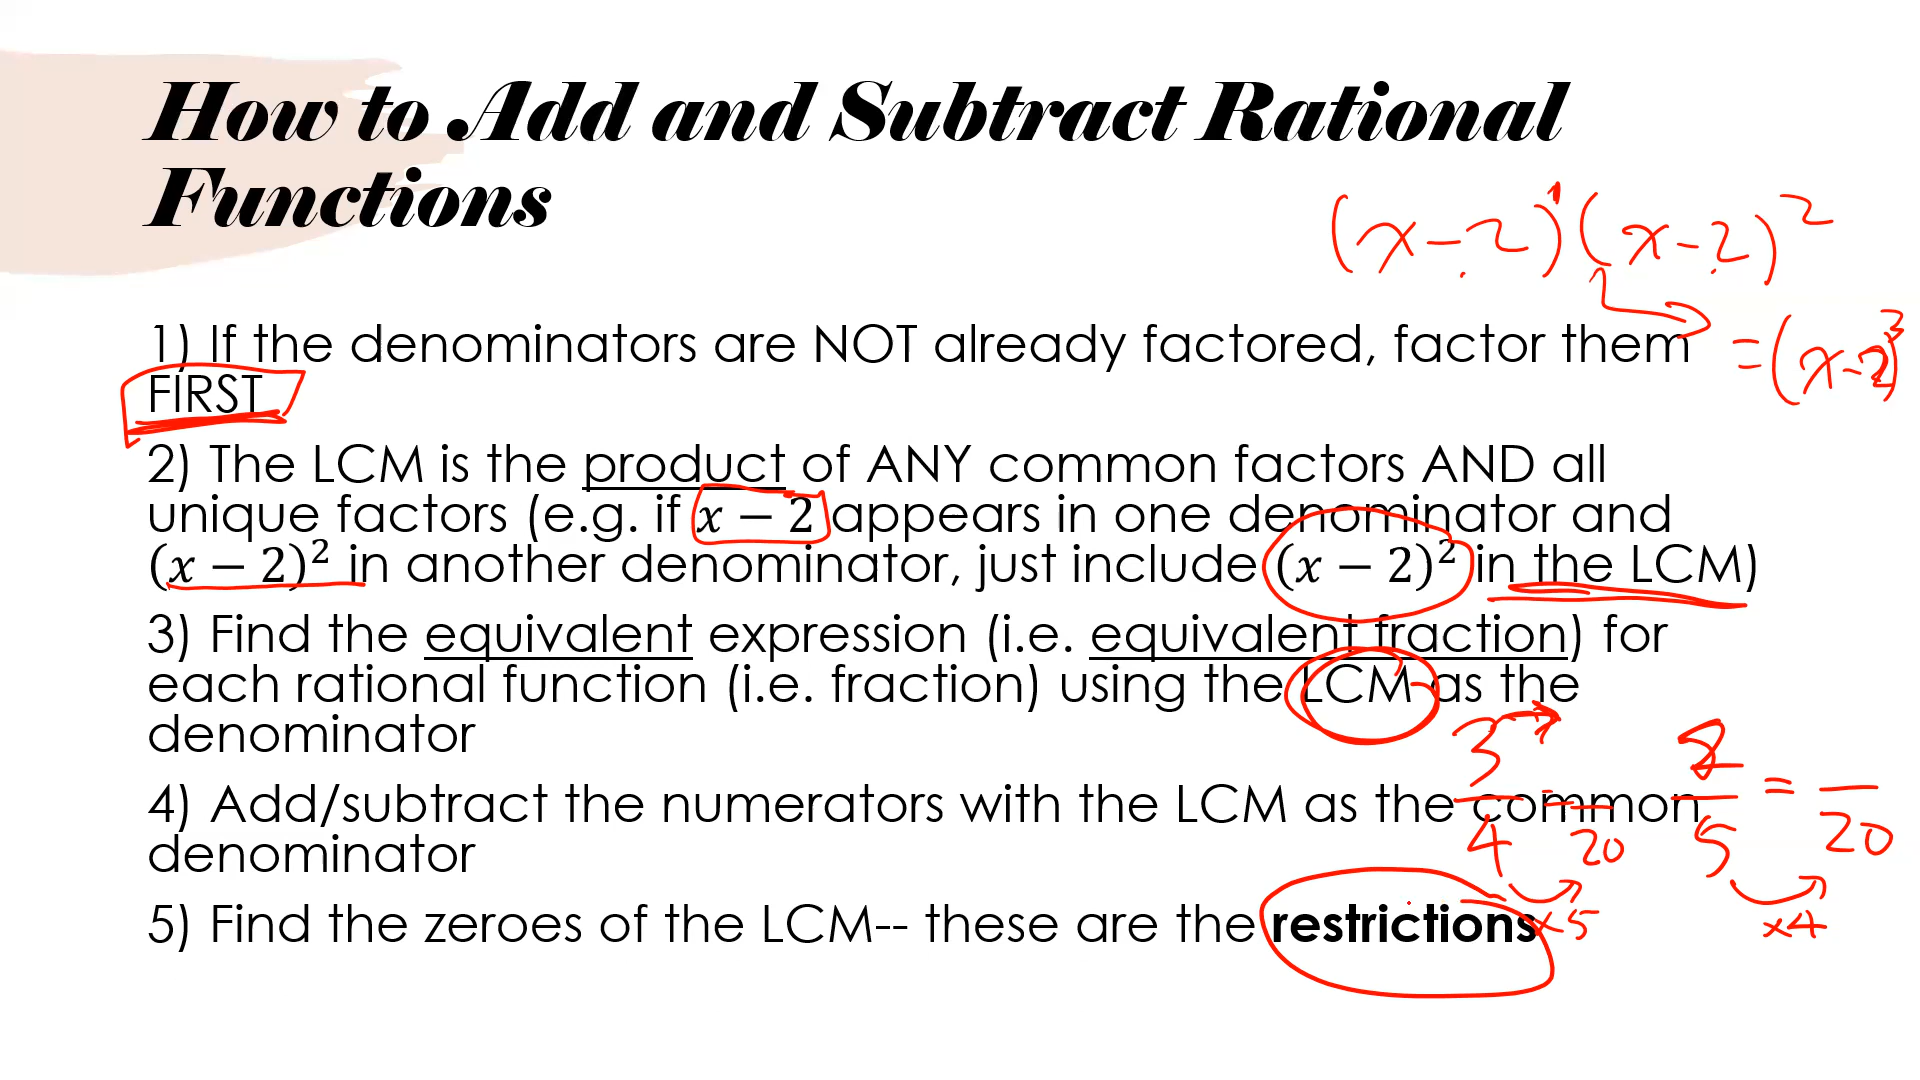 How to Add and Subtract Rational
Functions
(x-2)¹(x-2)²
=(x-2)³
1) If the denominators are NOT already factored, factor them
FIRST
2) The LCM is the product of ANY common factors AND all
unique factors (e.g. if x − 2 appears in one denominator and
(x − 2)² in another denominator, just include (x − 2)² in the LCM)
3) Find the equivalent expression (i.e. equivalent fraction) for
each rational function (i.e. fraction) using the LCM as the
denominator
3/4 = /20
/5 = /20
4) Add/subtract the numerators with the LCM as the common
denominator
x5
x4
5) Find the zeroes of the LCM-- these are the restrictions